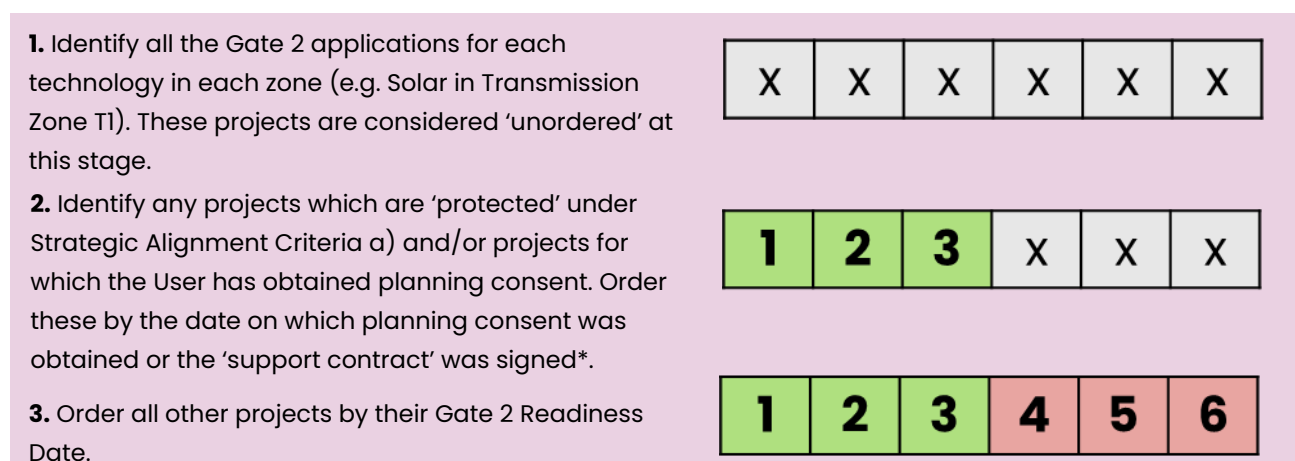 1. Identify all the Gate 2 applications for each
technology in each zone (e.g. Solar in Transmission
Zone T1). These projects are considered ‘unordered’ at
this stage.
X X X X X X
2. Identify any projects which are ‘protected’ under
Strategic Alignment Criteria a) and/or projects for
which the User has obtained planning consent. Order
these by the date on which planning consent was
obtained or the ‘support contract’ was signed*.
1 2 3 X X X
3. Order all other projects by their Gate 2 Readiness
Date.
1 2 3 4 5 6